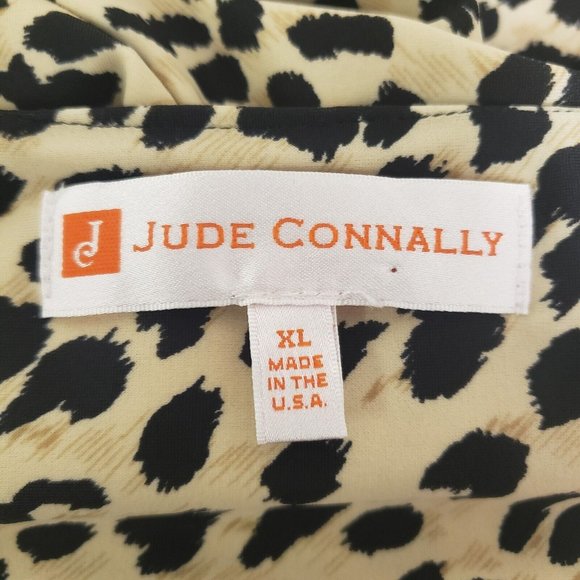 JC
JUDE CONNALLY
XL
MADE
IN THE
U.S.A.